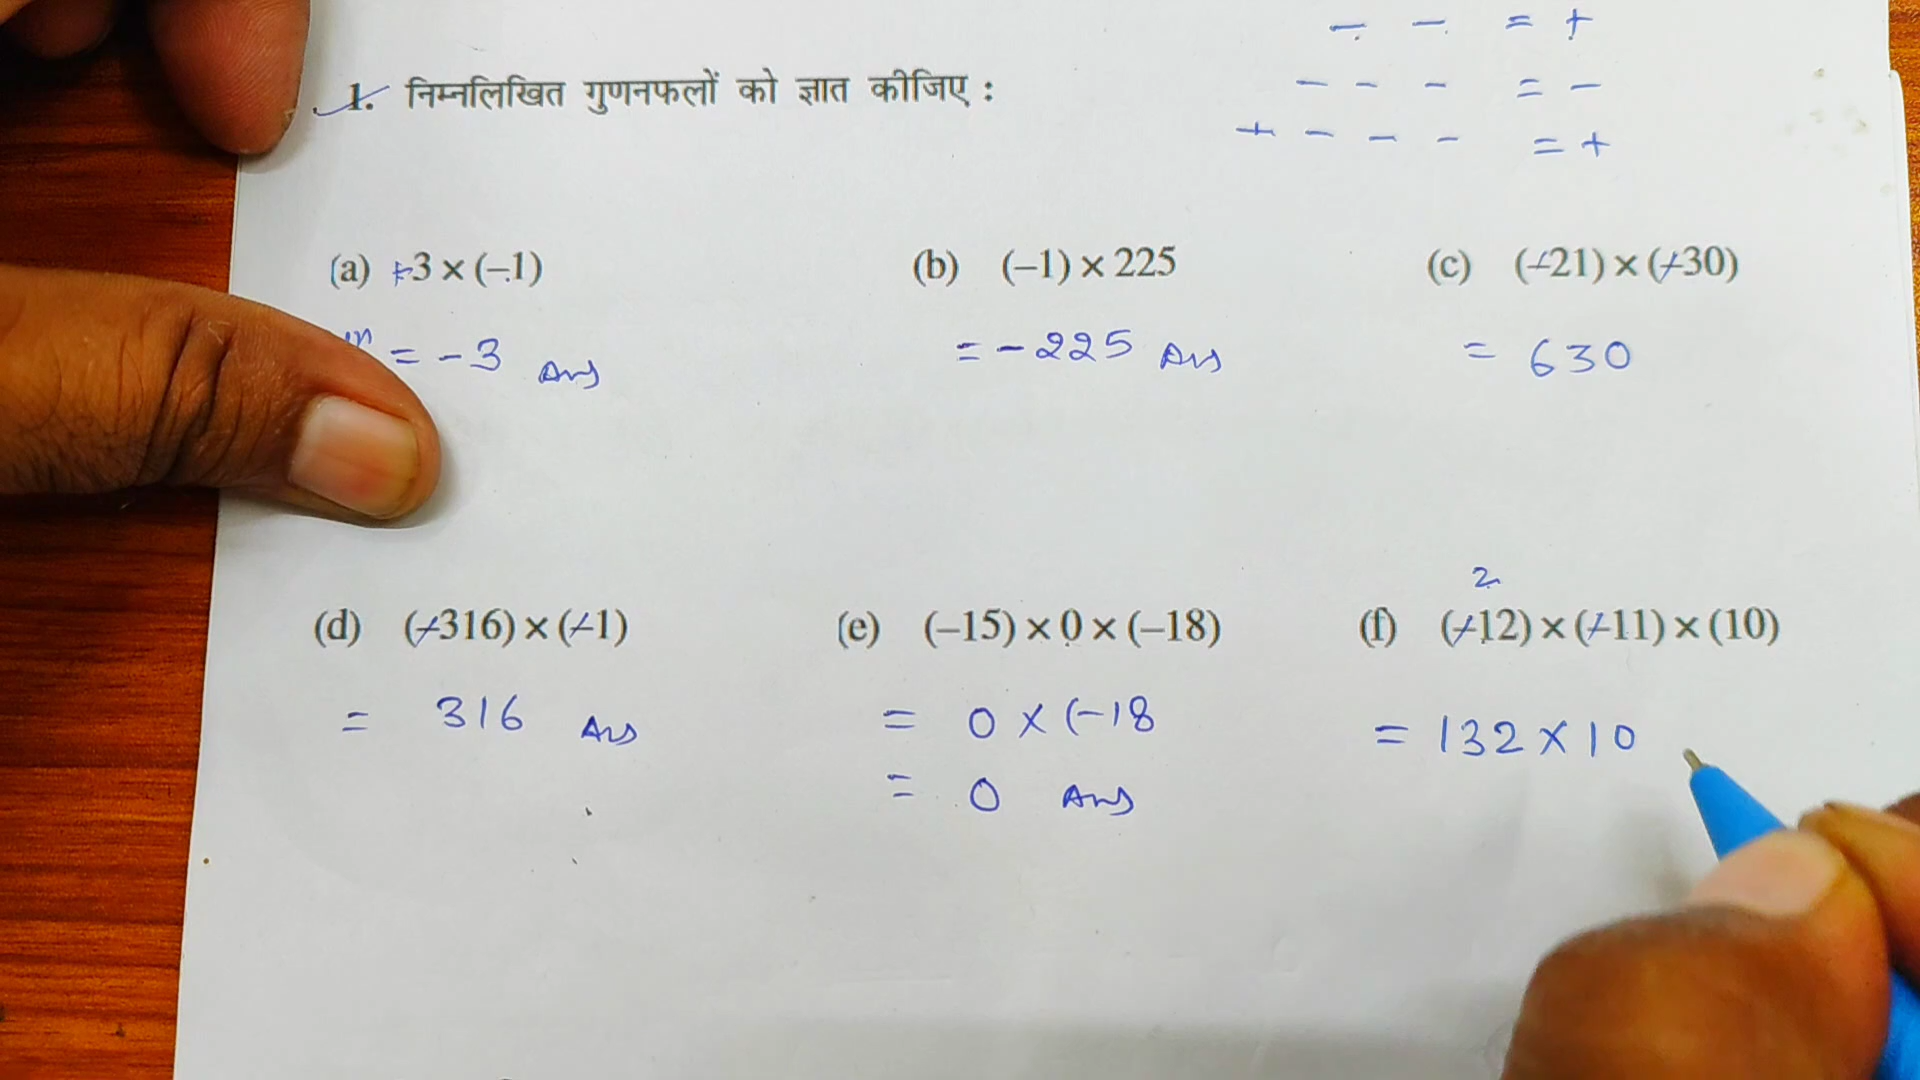 - - = +
- - - = -
+ - - - = +
1. निम्नलिखित गुणनफलों को ज्ञात कीजिए :
(a) +3 × (–1)
(b) (–1) × 225
(c) (–21) × (–30)
= -3 Ans
= -225 Ans
= 630
2
(d) (–316) × (–1)
(e) (–15) × 0 × (–18)
(f) (–12) × (–11) × (10)
= 316 Ans
= 0 × (-18
= 132 × 10
= 0 Ans